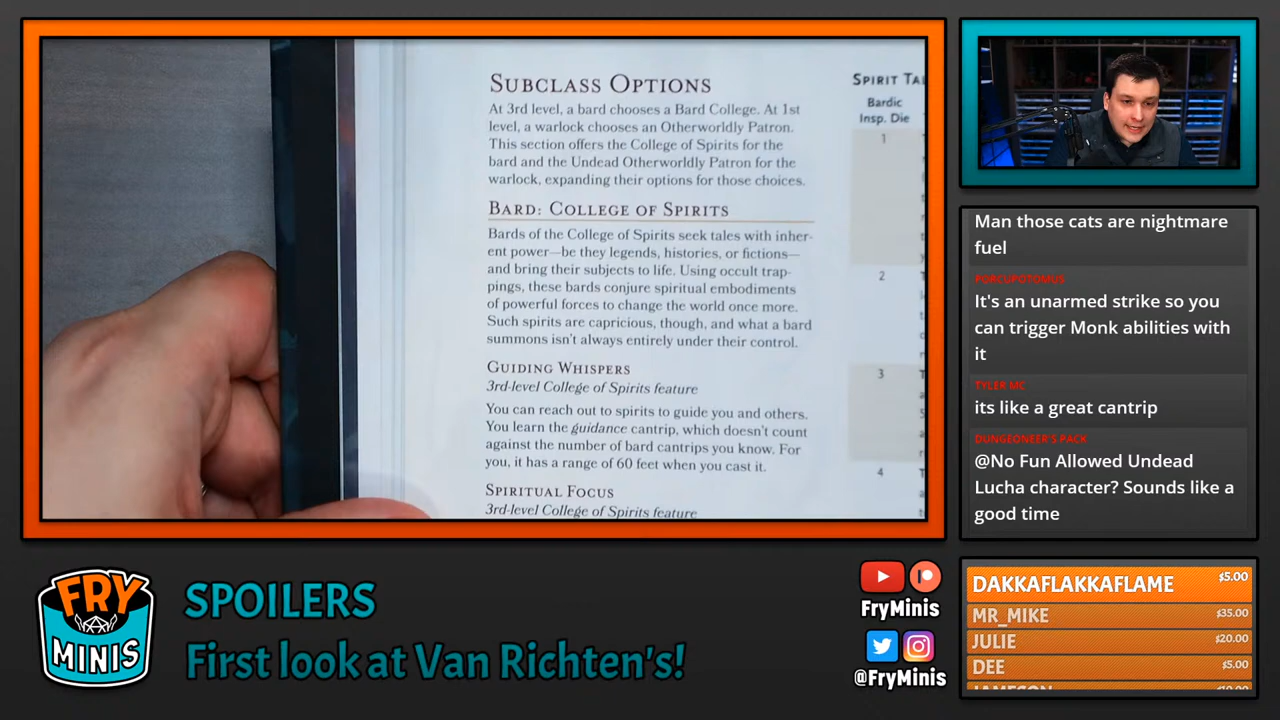 SUBCLASS OPTIONS
At 3rd level, a bard chooses a Bard College. At 1st
level, a warlock chooses an Otherworldly Patron.
This section offers the College of Spirits for the
bard and the Undead Otherworldly Patron for the
warlock, expanding their options for those choices.
BARD: COLLEGE OF SPIRITS
Bards of the College of Spirits seek tales with inher-
ent power—be they legends, histories, or fictions—
and bring their subjects to life. Using occult trap-
pings, these bards conjure spiritual embodiments
of powerful forces to change the world once more.
Such spirits are capricious, though, and what a bard
summons isn't always entirely under their control.
GUIDING WHISPERS
3rd-level College of Spirits feature
You can reach out to spirits to guide you and others.
You learn the guidance cantrip, which doesn't count
against the number of bard cantrips you know. For
you, it has a range of 60 feet when you cast it.
SPIRITUAL FOCUS
3rd-level College of Spirits feature
SPIRIT TA
Bardic
Insp. Die
1
2
3
4
Man those cats are nightmare
fuel
PORCUPOTOMUS
It's an unarmed strike so you
can trigger Monk abilities with
it
TYLER MC
its like a great cantrip
DUNGEONEER'S PACK
@No Fun Allowed Undead
Lucha character? Sounds like a
good time
FRY
MINIS
SPOILERS
First look at Van Richten's!
FryMinis
@FryMinis
DAKKAFLAKKAFLAME $5.00
MR_MIKE $35.00
JULIE $20.00
DEE $5.00
JAMESON $10.00